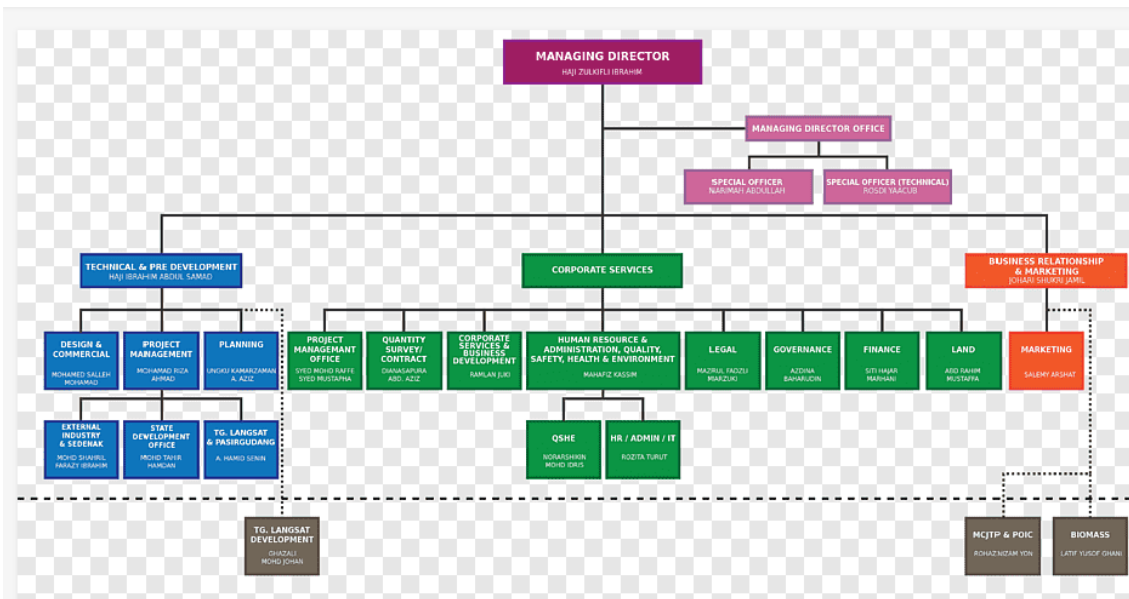 MANAGING DIRECTOR
HAJI ZULKIFLI IBRAHIM
MANAGING DIRECTOR OFFICE
SPECIAL OFFICER
NARIMAH ABDULLAH
SPECIAL OFFICER (TECHNICAL)
ROSDI YAACUB
TECHNICAL & PRE DEVELOPMENT
HAJI IBRAHIM ABDUL SAMAD
CORPORATE SERVICES
BUSINESS RELATIONSHIP
& MARKETING
JOHARI SHUKRI JAMIL
DESIGN &
COMMERCIAL
MOHAMED SALLEH
MOHAMAD
PROJECT
MANAGEMENT
MOHAMAD RIZA
AHMAD
PLANNING
UNGKU KAMARZAMAN
A. AZIZ
PROJECT
MANAGEMENT
OFFICE
SYED MOHD RAFFE
SYED MUSTAPHA
QUANTITY
SURVEY/
CONTRACT
DIANASAPURA
ABD. AZIZ
CORPORATE
SERVICES &
BUSINESS
DEVELOPMENT
RAMLAN JUKI
HUMAN RESOURCE &
ADMINISTRATION, QUALITY,
SAFETY, HEALTH & ENVIRONMENT
MAHAFIZ KASSIM
LEGAL
MAZRUL FADZLI
MARZUKI
GOVERNANCE
AZDINA
BAHARUDIN
FINANCE
SITI HAJAR
MARHANI
LAND
ABD RAHIM
MUSTAFFA
MARKETING
SALEMY ARSHAT
EXTERNAL
INDUSTRY
& SEDENAK
MOHD SHAHRIL
FARAZY IBRAHIM
STATE
DEVELOPMENT
OFFICE
MOHD TAHIR
HAMDAN
TG. LANGSAT
& PASIRGUDANG
A. HAMID SENIN
QSHE
NORARSHIKIN
MOHD IDRIS
HR / ADMIN / IT
ROZITA TURUT
TG. LANGSAT
DEVELOPMENT
GHAZALI
MOHD JOHAN
MCJTP & POIC
ROHAZNIZAM YON
BIOMASS
LATIF YUSOF GHANI